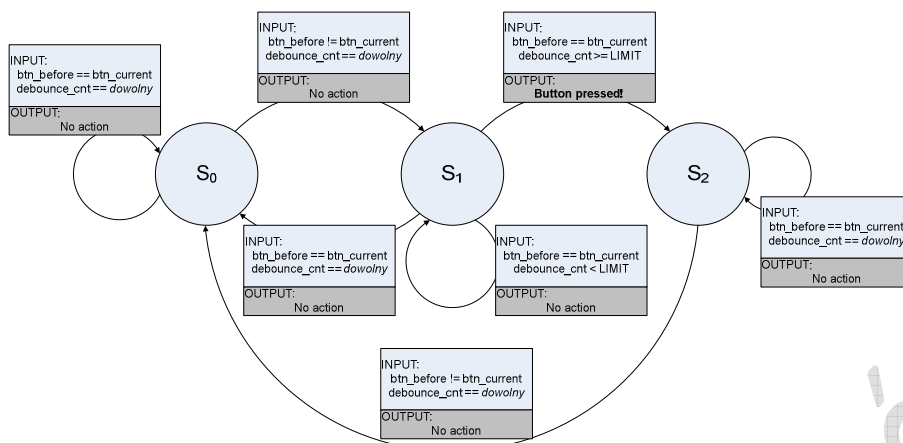 INPUT:
btn_before == btn_current
debounce_cnt == dowolny
OUTPUT:
No action
INPUT:
btn_before != btn_current
debounce_cnt == dowolny
OUTPUT:
No action
INPUT:
btn_before == btn_current
debounce_cnt >= LIMIT
OUTPUT:
Button pressed!
S0
S1
S2
INPUT:
btn_before == btn_current
debounce_cnt == dowolny
OUTPUT:
No action
INPUT:
btn_before == btn_current
debounce_cnt < LIMIT
OUTPUT:
No action
INPUT:
btn_before == btn_current
debounce_cnt == dowolny
OUTPUT:
No action
INPUT:
btn_before != btn_current
debounce_cnt == dowolny
OUTPUT:
No action